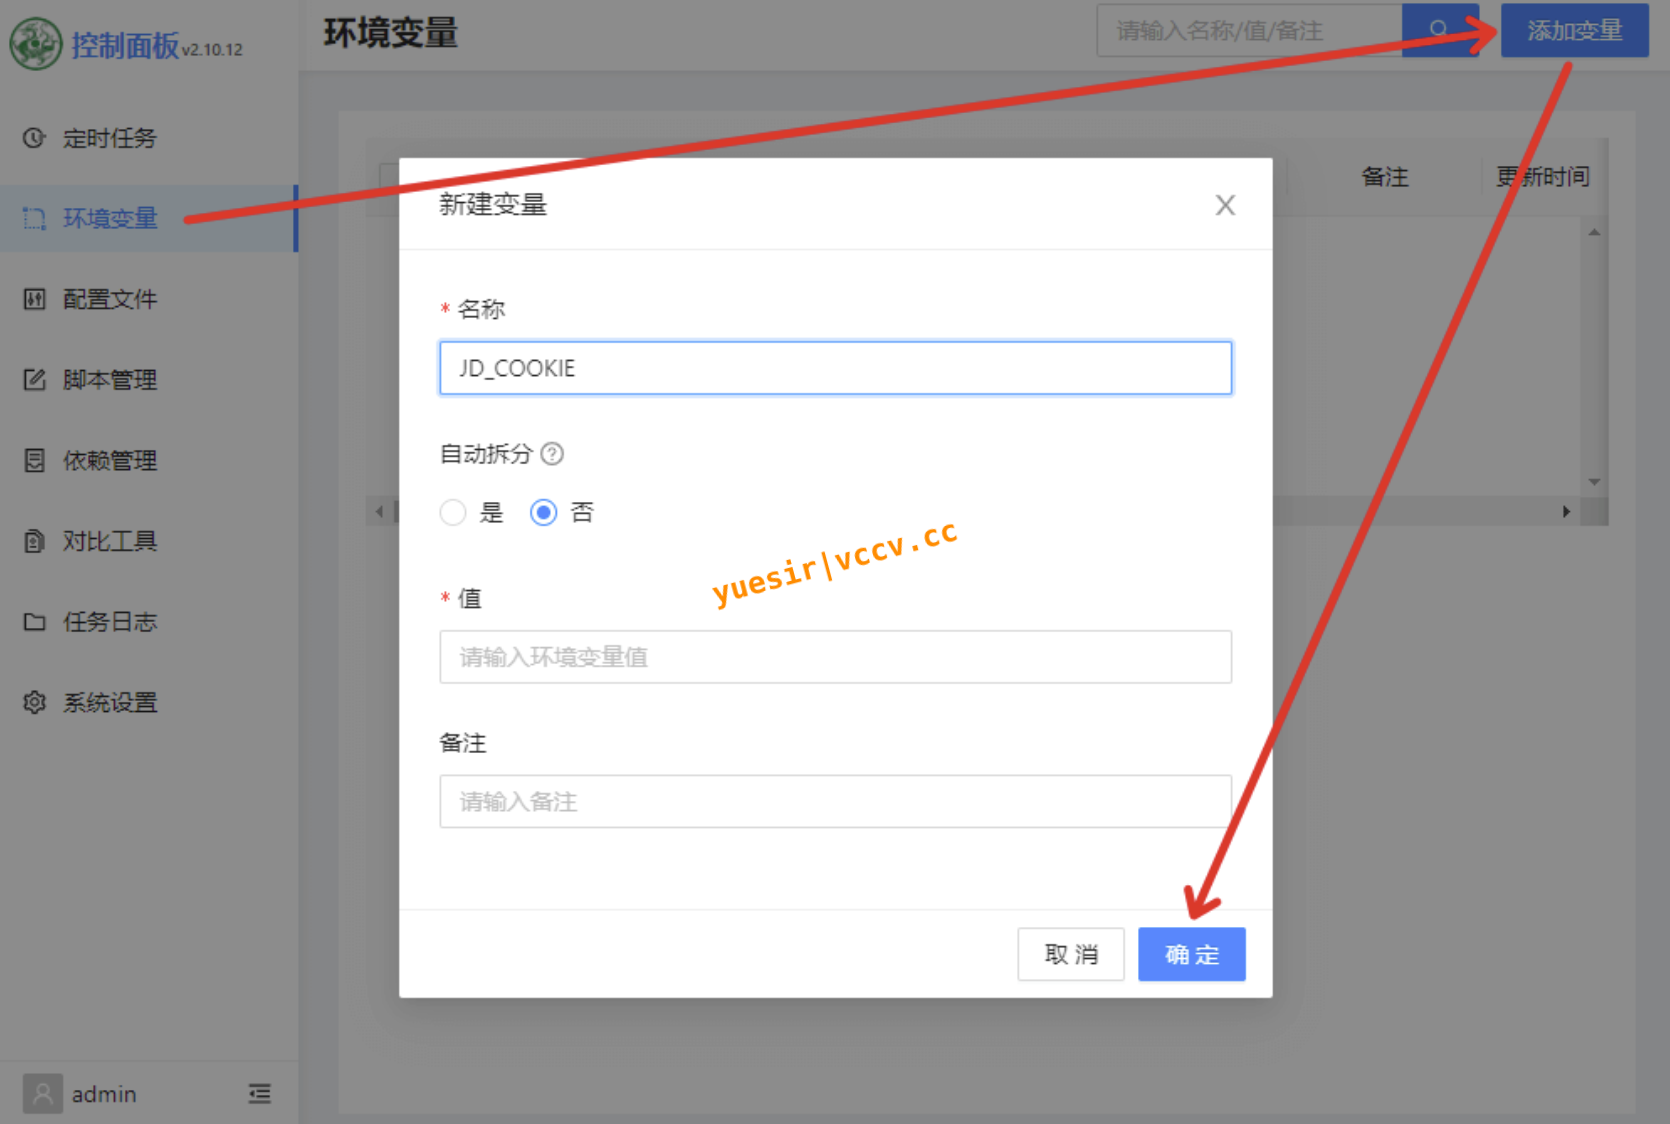 控制面板v2.10.12
环境变量
请输入名称/值/备注
添加变量
定时任务
环境变量
配置文件
脚本管理
依赖管理
对比工具
任务日志
系统设置
admin
备注
更新时间
新建变量
* 名称
JD_COOKIE
自动拆分
是 否
yuesir|vccv.cc
* 值
请输入环境变量值
备注
请输入备注
取 消
确 定